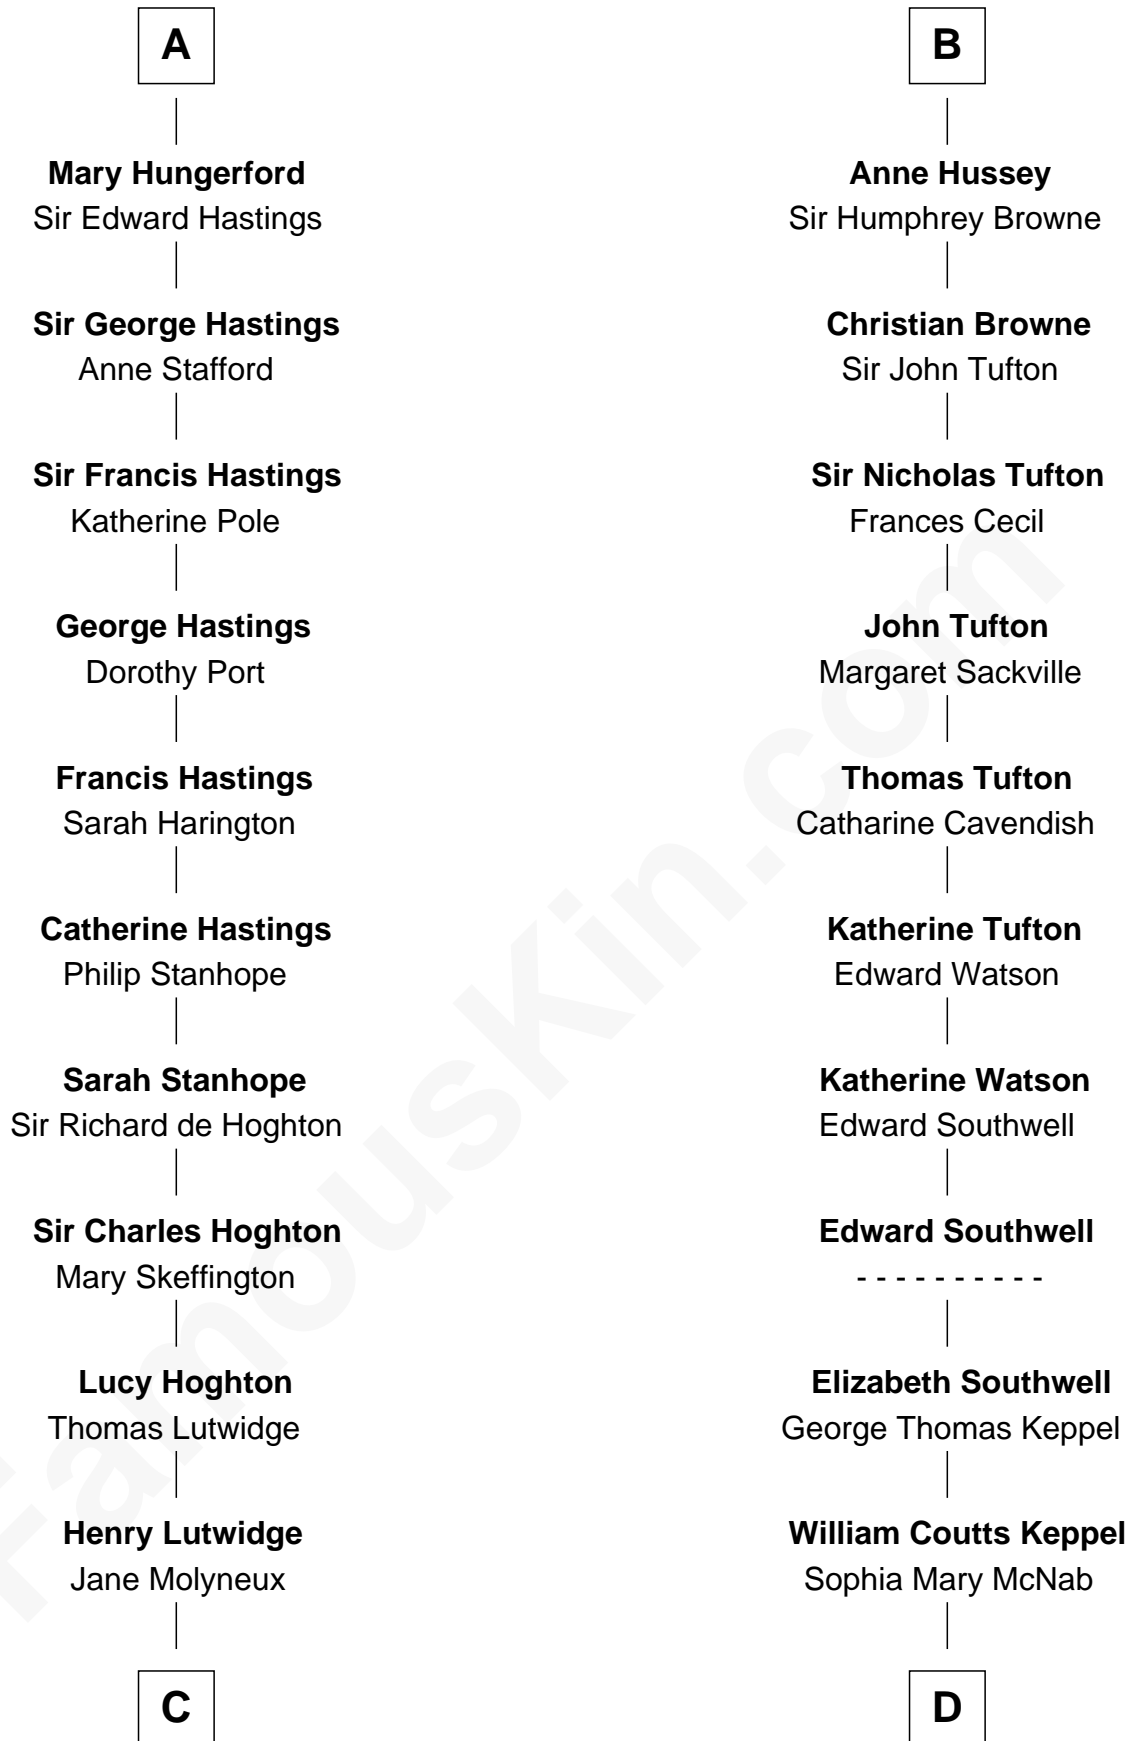 A
Mary Hungerford
Sir Edward Hastings
Sir George Hastings
Anne Stafford
Sir Francis Hastings
Katherine Pole
George Hastings
Dorothy Port
Francis Hastings
Sarah Harington
Catherine Hastings
Philip Stanhope
Sarah Stanhope
Sir Richard de Hoghton
Sir Charles Hoghton
Mary Skeffington
Lucy Hoghton
Thomas Lutwidge
Henry Lutwidge
Jane Molyneux
C
B
Anne Hussey
Sir Humphrey Browne
Christian Browne
Sir John Tufton
Sir Nicholas Tufton
Frances Cecil
John Tufton
Margaret Sackville
Thomas Tufton
Catharine Cavendish
Katherine Tufton
Edward Watson
Katherine Watson
Edward Southwell
Edward Southwell
- - - - - - - - - -
Elizabeth Southwell
George Thomas Keppel
William Coutts Keppel
Sophia Mary McNab
D
FamousKin.com